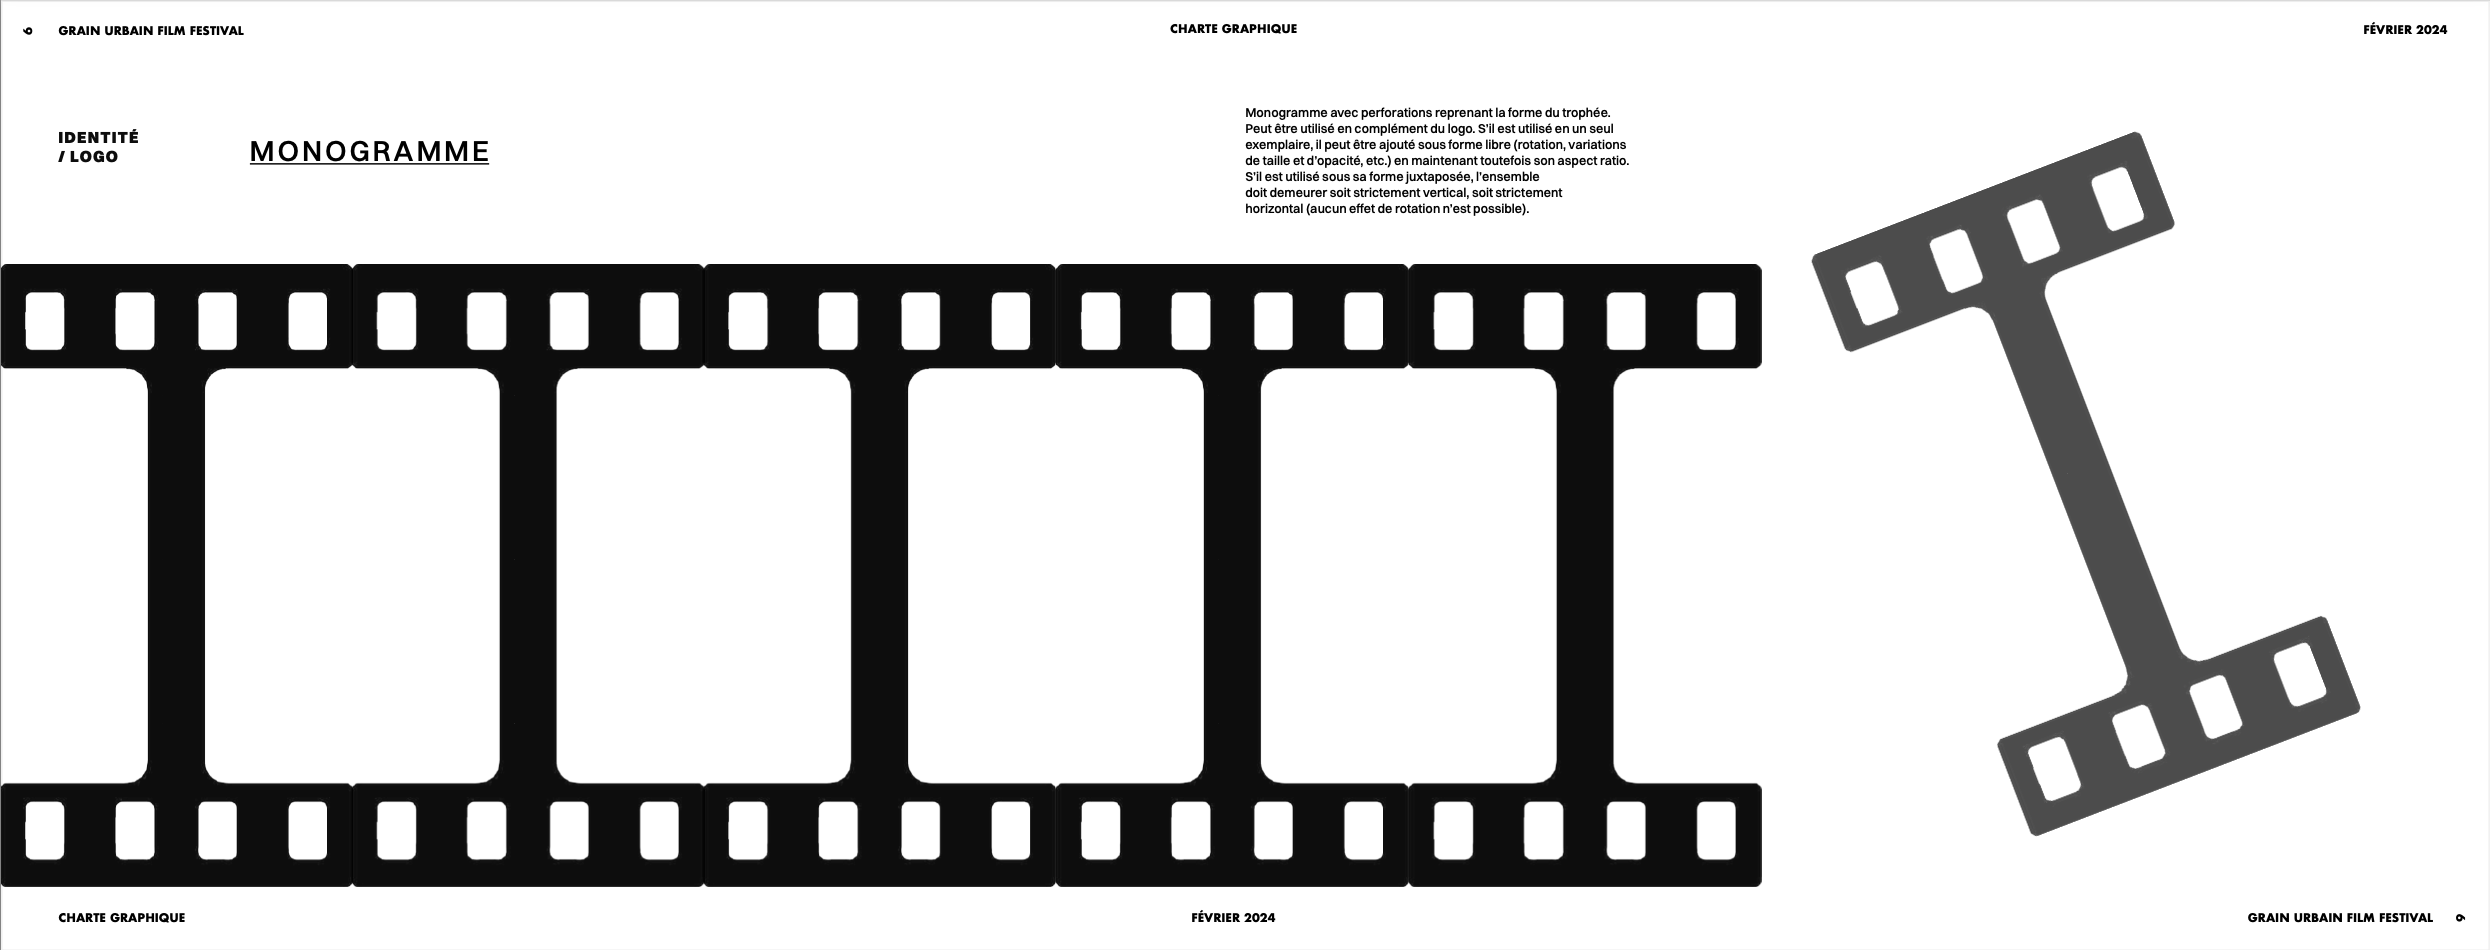 6
GRAIN URBAIN FILM FESTIVAL
CHARTE GRAPHIQUE
FÉVRIER 2024
IDENTITÉ
/ LOGO
MONOGRAMME
Monogramme avec perforations reprenant la forme du trophée.
Peut être utilisé en complément du logo. S'il est utilisé en un seul
exemplaire, il peut être ajouté sous forme libre (rotation, variations
de taille et d'opacité, etc.) en maintenant toutefois son aspect ratio.
S'il est utilisé sous sa forme juxtaposée, l'ensemble
doit demeurer soit strictement vertical, soit strictement
horizontal (aucun effet de rotation n'est possible).
CHARTE GRAPHIQUE
FÉVRIER 2024
GRAIN URBAIN FILM FESTIVAL
6